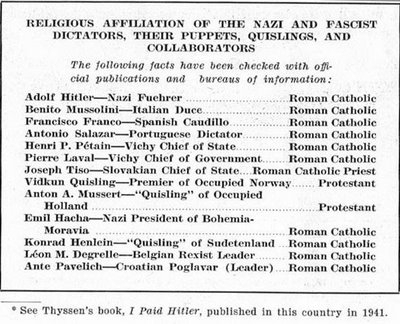 RELIGIOUS AFFILIATION OF THE NAZI AND FASCIST
DICTATORS, THEIR PUPPETS, QUISLINGS, AND
COLLABORATORS
The following facts have been checked with offi-
cial publications and bureaus of information:
Adolf Hitler—Nazi Fuehrer....................Roman Catholic
Benito Mussolini—Italian Duce................Roman Catholic
Francisco Franco—Spanish Caudillo............Roman Catholic
Antonio Salazar—Portuguese Dictator..........Roman Catholic
Henri P. Pétain—Vichy Chief of State.........Roman Catholic
Pierre Laval—Vichy Chief of Government.......Roman Catholic
Joseph Tiso—Slovakian Chief of State....Roman Catholic Priest
Vidkun Quisling—Premier of Occupied Norway......Protestant
Anton A. Mussert—"Quisling" of Occupied
Holland ........................................Protestant
Emil Hacha—Nazi President of Bohemia-
Moravia ......................................Roman Catholic
Konrad Henlein—"Quisling" of Sudetenland....Roman Catholic
Léon M. Degrelle—Belgian Rexist Leader.......Roman Catholic
Ante Pavelich—Croatian Poglavar (Leader)....Roman Catholic
* See Thyssen's book, I Paid Hitler, published in this country in 1941.